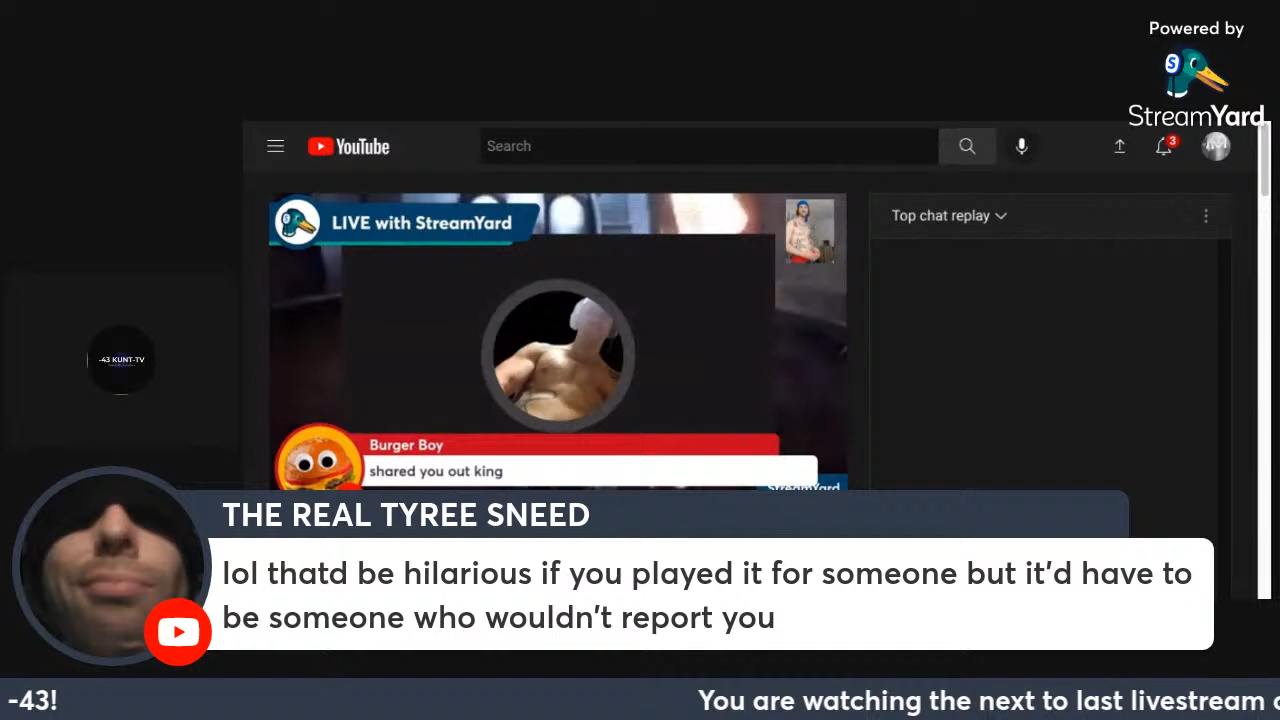 Powered by
StreamYard
YouTube
Search
3
LIVE with StreamYard
Top chat replay
-43 KUNT-TV
Burger Boy
shared you out king
StreamYard
THE REAL TYREE SNEED
lol thatd be hilarious if you played it for someone but it'd have to
be someone who wouldn't report you
-43!
You are watching the next to last livestream